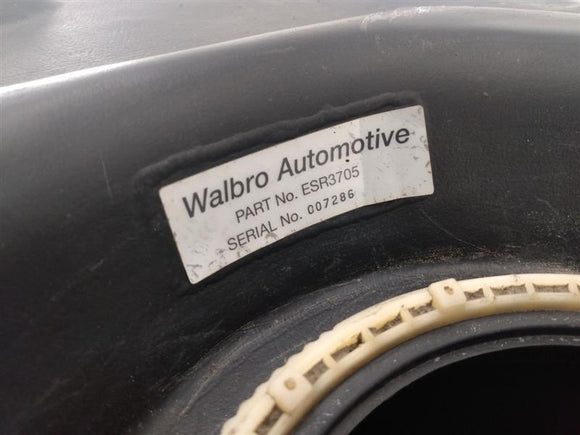 Walbro Automotive
PART No. ESR3705
SERIAL No. 007286